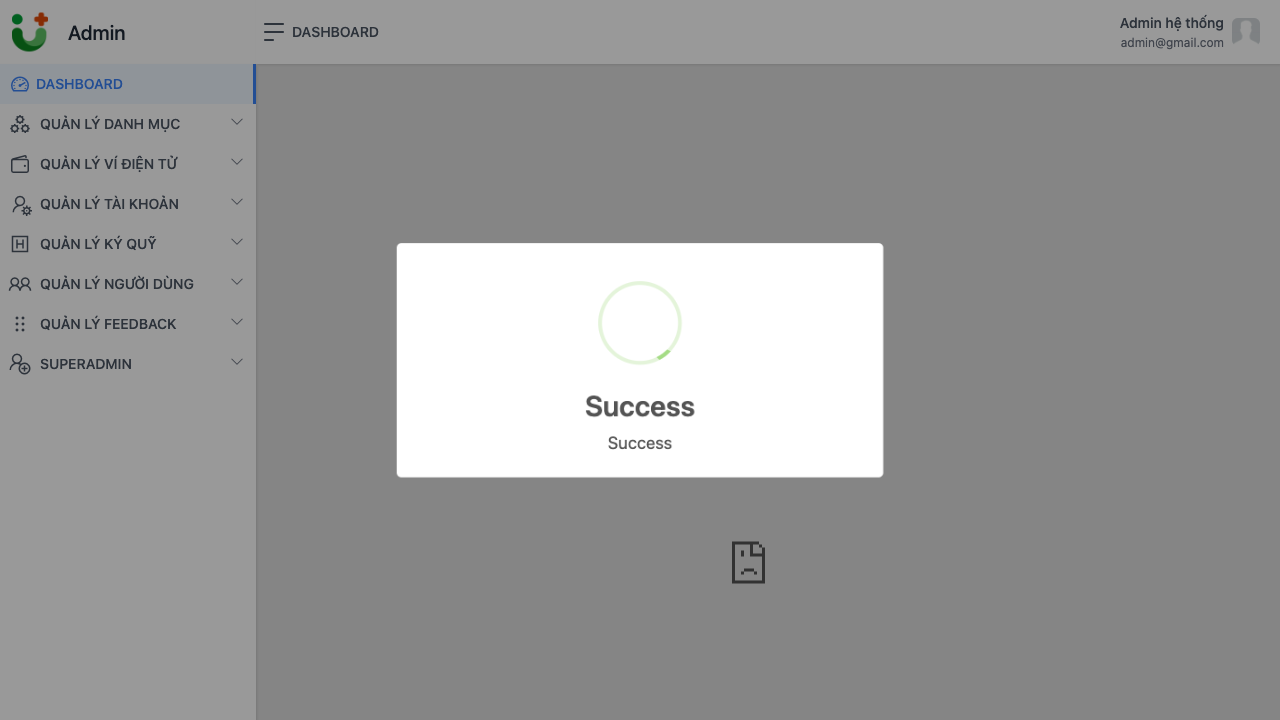 Admin
DASHBOARD
Admin hệ thống
admin@gmail.com
DASHBOARD
QUẢN LÝ DANH MỤC
QUẢN LÝ VÍ ĐIỆN TỬ
QUẢN LÝ TÀI KHOẢN
QUẢN LÝ KÝ QUỸ
QUẢN LÝ NGƯỜI DÙNG
QUẢN LÝ FEEDBACK
SUPERADMIN
Success
Success